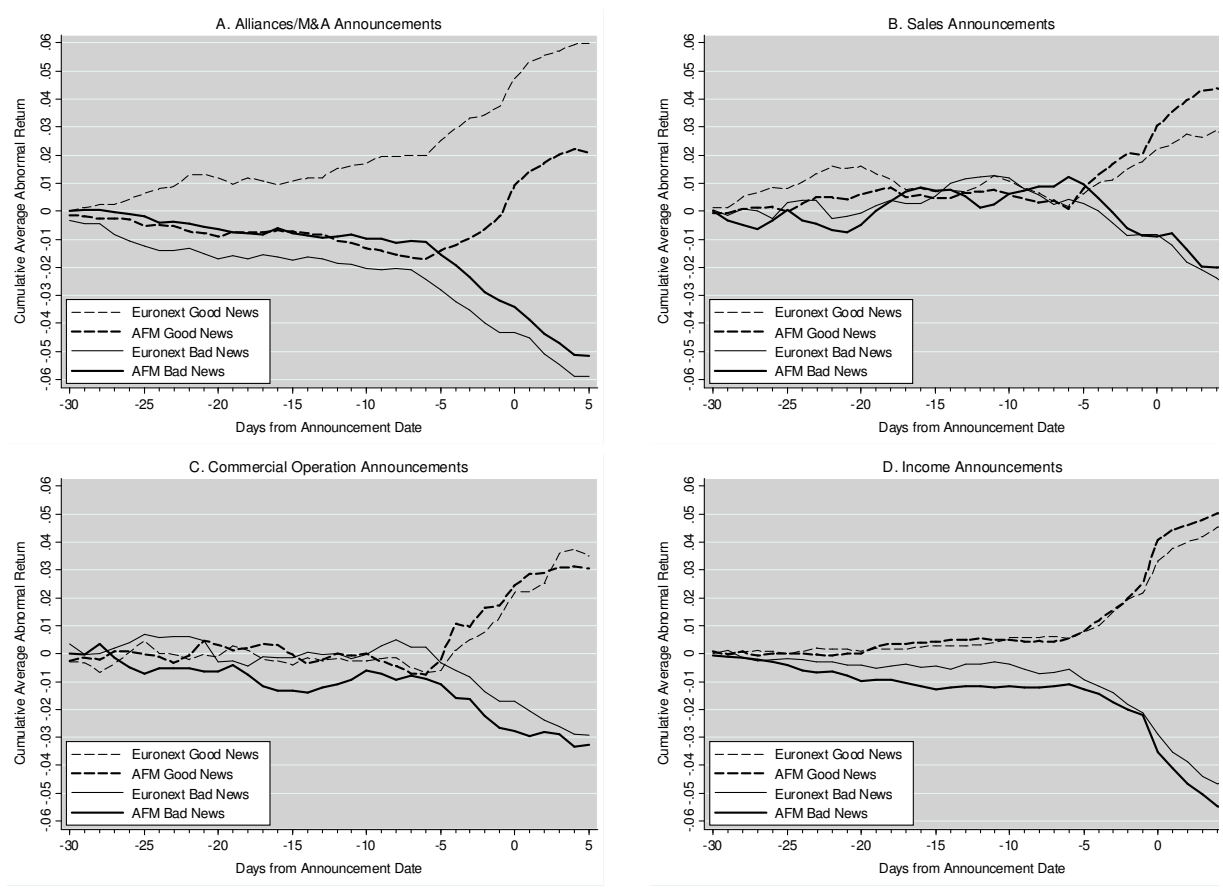 A. Alliances/M&A Announcements
Cumulative Average Abnormal Return
.06
.05
.04
.03
.02
.01
0
-.01
-.02
-.03
-.04
-.05
-.06
Euronext Good News
AFM Good News
Euronext Bad News
AFM Bad News
-30 -25 -20 -15 -10 -5 0 5
Days from Announcement Date
B. Sales Announcements
Cumulative Average Abnormal Return
.06
.05
.04
.03
.02
.01
0
-.01
-.02
-.03
-.04
-.05
-.06
Euronext Good News
AFM Good News
Euronext Bad News
AFM Bad News
-30 -25 -20 -15 -10 -5 0
Days from Announcement Date
C. Commercial Operation Announcements
Cumulative Average Abnormal Return
.06
.05
.04
.03
.02
.01
0
-.01
-.02
-.03
-.04
-.05
-.06
Euronext Good News
AFM Good News
Euronext Bad News
AFM Bad News
-30 -25 -20 -15 -10 -5 0 5
Days from Announcement Date
D. Income Announcements
Cumulative Average Abnormal Return
.06
.05
.04
.03
.02
.01
0
-.01
-.02
-.03
-.04
-.05
-.06
Euronext Good News
AFM Good News
Euronext Bad News
AFM Bad News
-30 -25 -20 -15 -10 -5 0
Days from Announcement Date